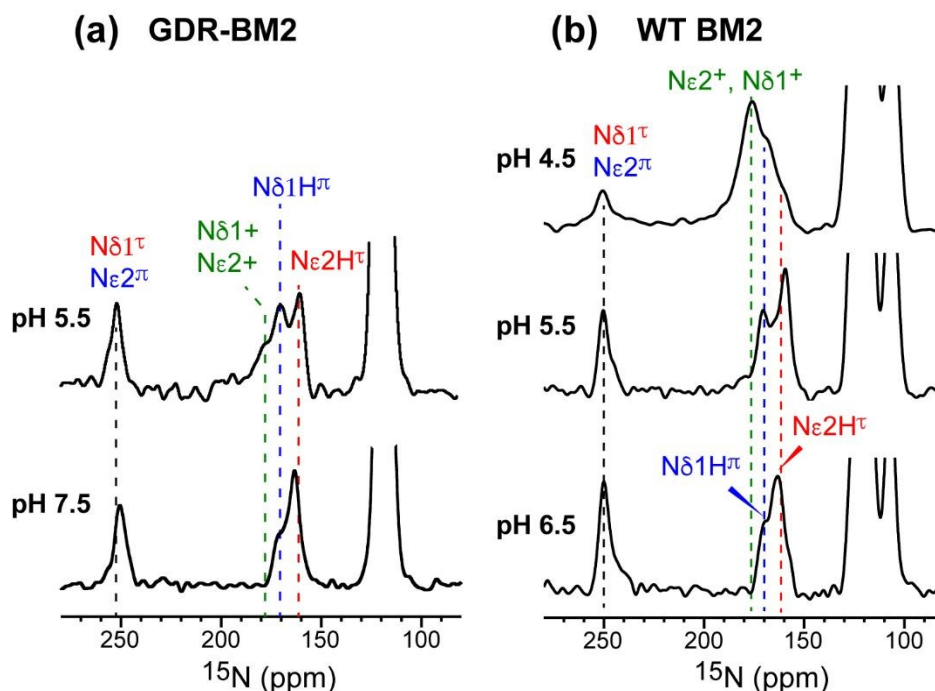 (a) GDR-BM2
Nδ1Hπ
Nδ1τ
Nε2π
Nδ1+
Nε2+
Nε2Hτ
pH 5.5
pH 7.5
250 200 150 100
15N (ppm)
(b) WT BM2
Nε2+, Nδ1+
Nδ1τ
Nε2π
pH 4.5
pH 5.5
Nε2Hτ
Nδ1Hπ
pH 6.5
250 200 150 100
15N (ppm)